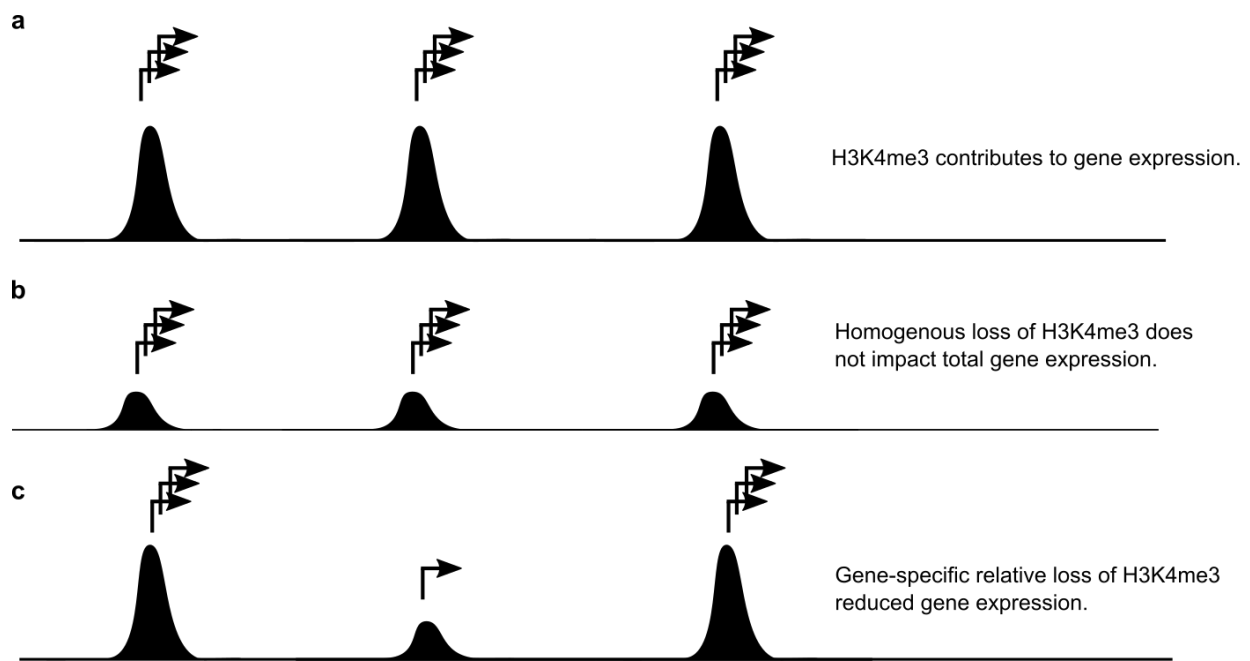 a
H3K4me3 contributes to gene expression.
b
Homogenous loss of H3K4me3 does
not impact total gene expression.
c
Gene-specific relative loss of H3K4me3
reduced gene expression.